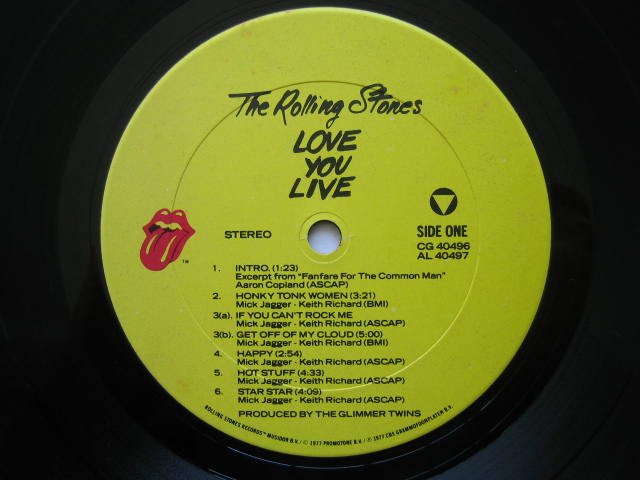 The Rolling Stones
LOVE
YOU
LIVE
STEREO
SIDE ONE
CG 40496
AL 40497
TM
1. INTRO. (1:23)
Excerpt from "Fanfare For The Common Man"
Aaron Copland (ASCAP)
2. HONKY TONK WOMEN (3:21)
Mick Jagger - Keith Richard (BMI)
3(a). IF YOU CAN'T ROCK ME
Mick Jagger - Keith Richard (ASCAP)
3(b). GET OFF OF MY CLOUD (5:00)
Mick Jagger - Keith Richard (BMI)
4. HAPPY (2:54)
Mick Jagger - Keith Richard (ASCAP)
5. HOT STUFF (4:33)
Mick Jagger - Keith Richard (ASCAP)
6. STAR STAR (4:09)
Mick Jagger - Keith Richard (ASCAP)
PRODUCED BY THE GLIMMER TWINS
ROLLING STONES RECORDS™ MUSIDOR B.V./Ⓒ 1977 PROMOTONE B.V./Ⓟ 1977 CBS GRAMMOFOONPLATEN B.V.